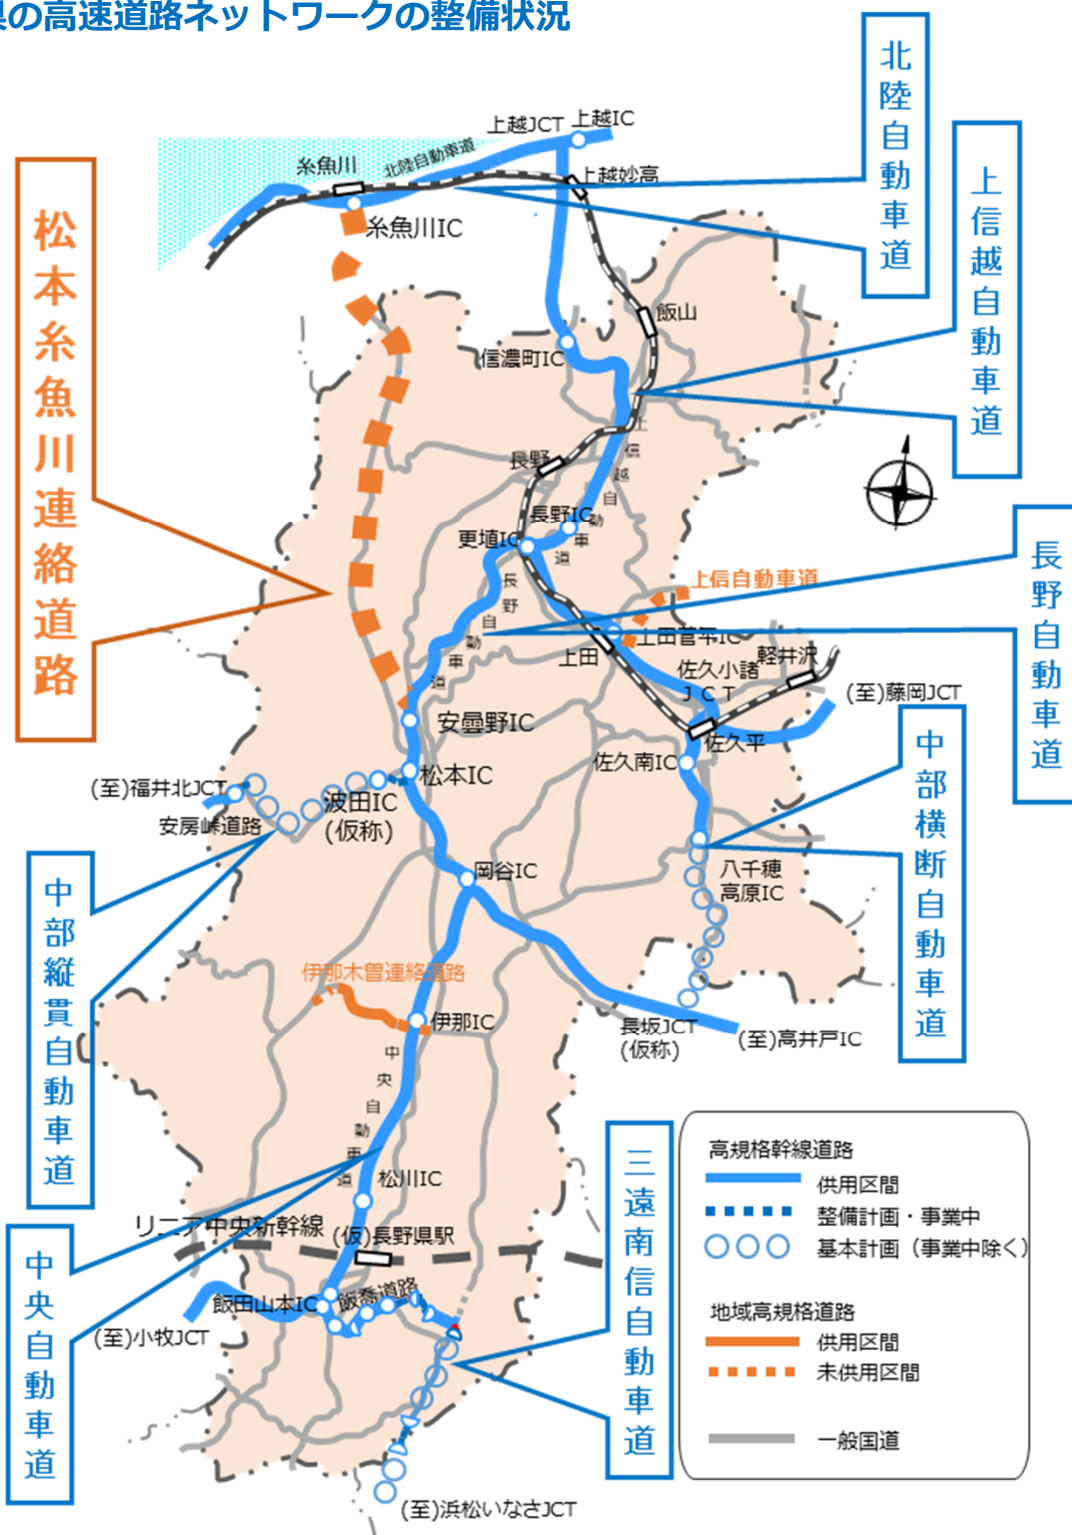 の高速道路ネットワークの整備状況
北陸自動車道
上信越自動車道
松本糸魚川連絡道路
上越JCT
上越IC
糸魚川
北陸自動車道
上越妙高
糸魚川IC
飯山
信濃町IC
長野
上信越自動車道
長野IC
更埴IC
長野自動車道
長野自動車道
上信自動車道
上田菅平IC
上田
佐久小諸
JCT
軽井沢
(至)藤岡JCT
安曇野IC
佐久平
佐久南IC
中部横断自動車道
松本IC
(至)福井北JCT
波田IC
(仮称)
安房峠道路
岡谷IC
八千穂
高原IC
中部縦貫自動車道
伊那木曽連絡道路
伊那IC
長坂JCT
(仮称)
(至)高井戸IC
中央自動車道
松川IC
リニア中央新幹線
(仮)長野県駅
中央自動車道
三遠南信自動車道
飯田山本IC
飯喬道路
(至)小牧JCT
(至)浜松いなさJCT
高規格幹線道路
供用区間
整備計画・事業中
基本計画（事業中除く）
地域高規格道路
供用区間
未供用区間
一般国道